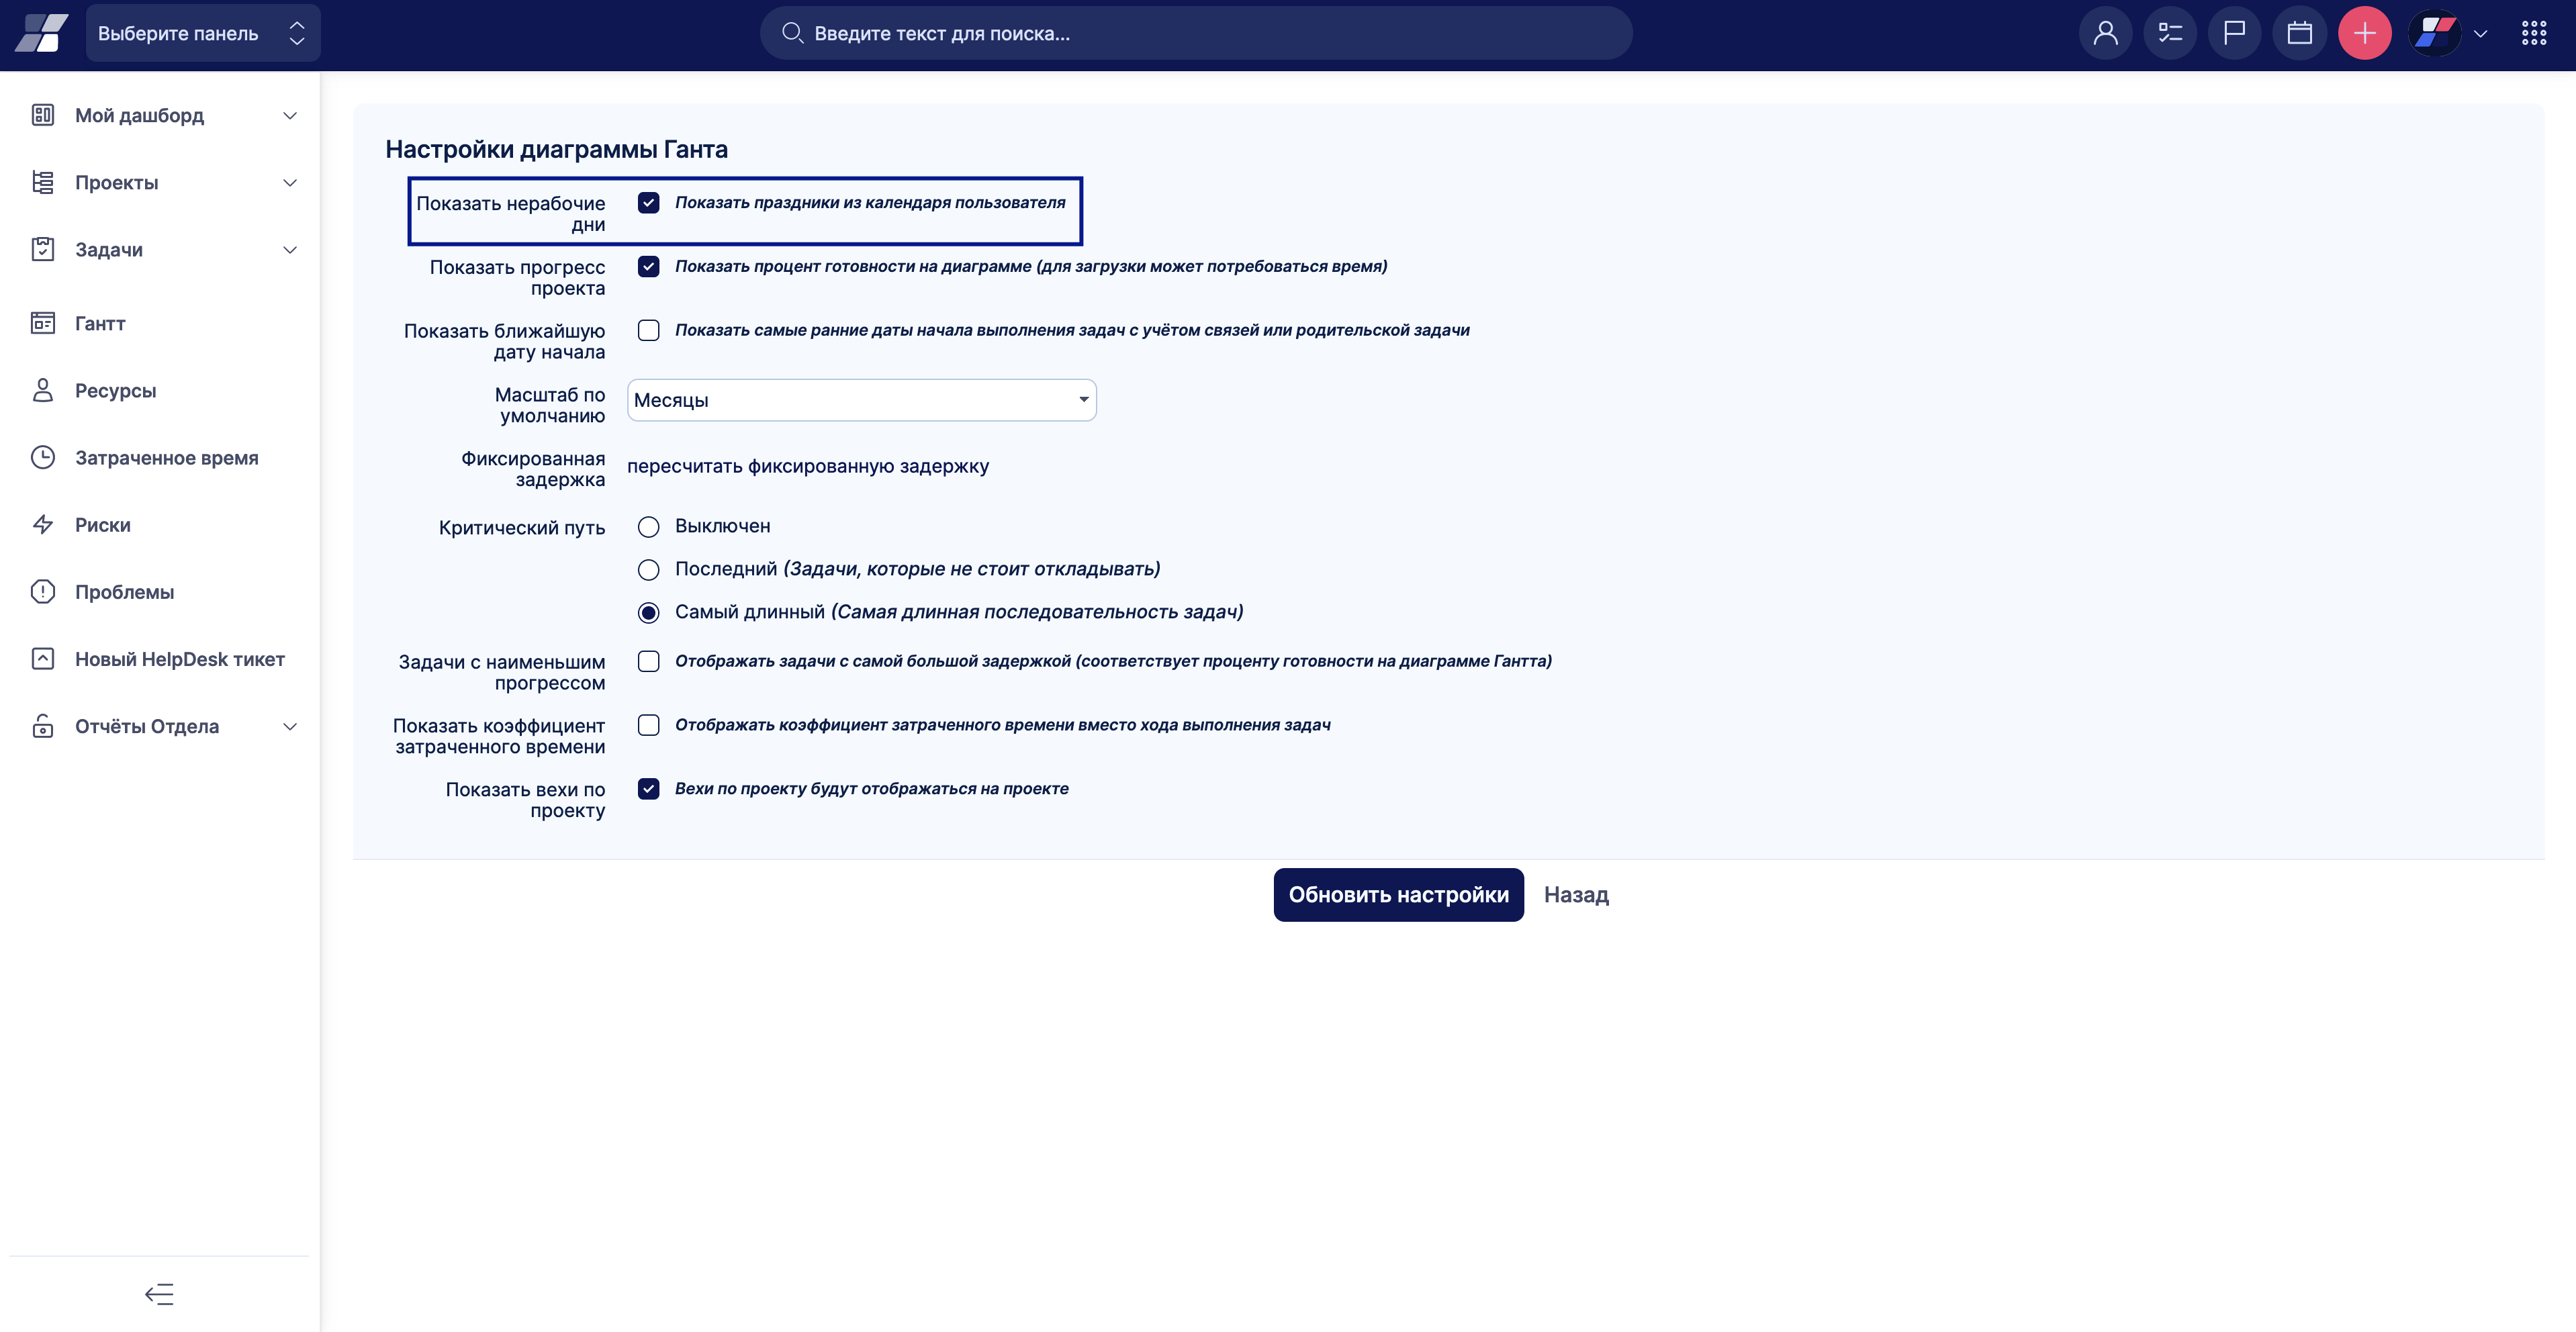 Выберите панель
Введите текст для поиска...
Мой дашборд
Проекты
Задачи
Гантт
Ресурсы
Затраченное время
Риски
Проблемы
Новый HelpDesk тикет
Отчёты Отдела
Настройки диаграммы Ганта
Показать нерабочие
дни
Показать праздники из календаря пользователя
Показать прогресс
проекта
Показать процент готовности на диаграмме (для загрузки может потребоваться время)
Показать ближайшую
дату начала
Показать самые ранние даты начала выполнения задач с учётом связей или родительской задачи
Масштаб по
умолчанию
Месяцы
Фиксированная
задержка
пересчитать фиксированную задержку
Критический путь
Выключен
Последний (Задачи, которые не стоит откладывать)
Самый длинный (Самая длинная последовательность задач)
Задачи с наименьшим
прогрессом
Отображать задачи с самой большой задержкой (соответствует проценту готовности на диаграмме Гантта)
Показать коэффициент
затраченного времени
Отображать коэффициент затраченного времени вместо хода выполнения задач
Показать вехи по
проекту
Вехи по проекту будут отображаться на проекте
Обновить настройки
Назад